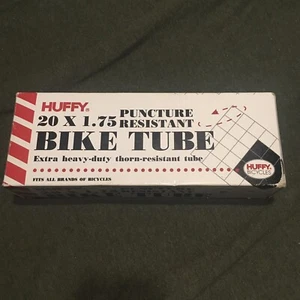 HUFFY®
20 X 1.75 PUNCTURE RESISTANT
BIKE TUBE
Extra heavy-duty thorn-resistant tube
FITS ALL BRANDS OF BICYCLES
HUFFY
BICYCLES